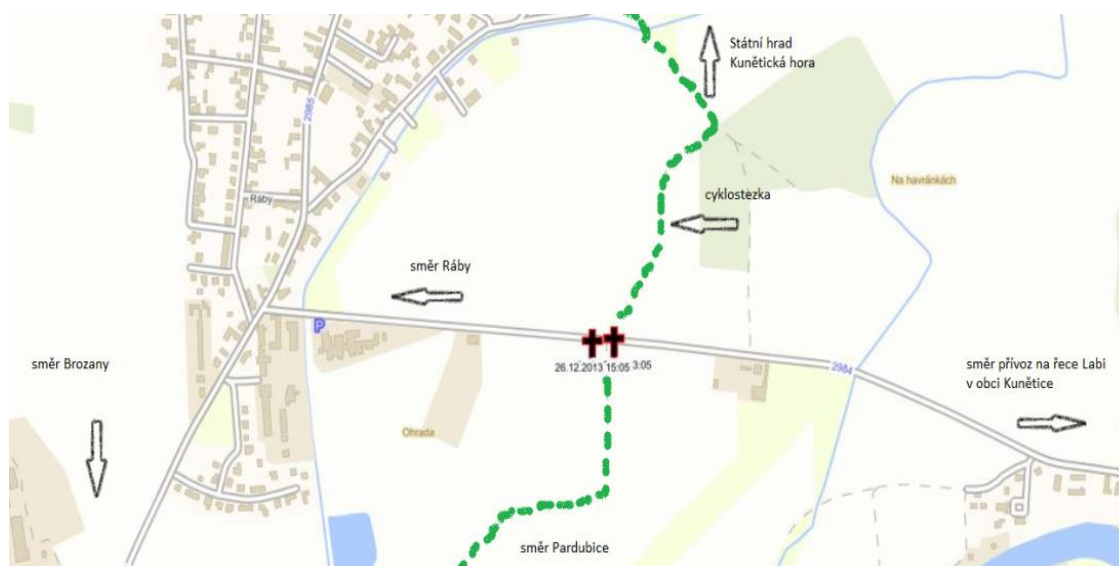 Státní hrad
Kunětická hora
2985
Na havránkách
Ráby
cyklostezka
směr Ráby
P
směr Brozany
26.12.2013 15:05 3:05
2984
směr přívoz na řece Labi
v obci Kunětice
Ohrada
směr Pardubice